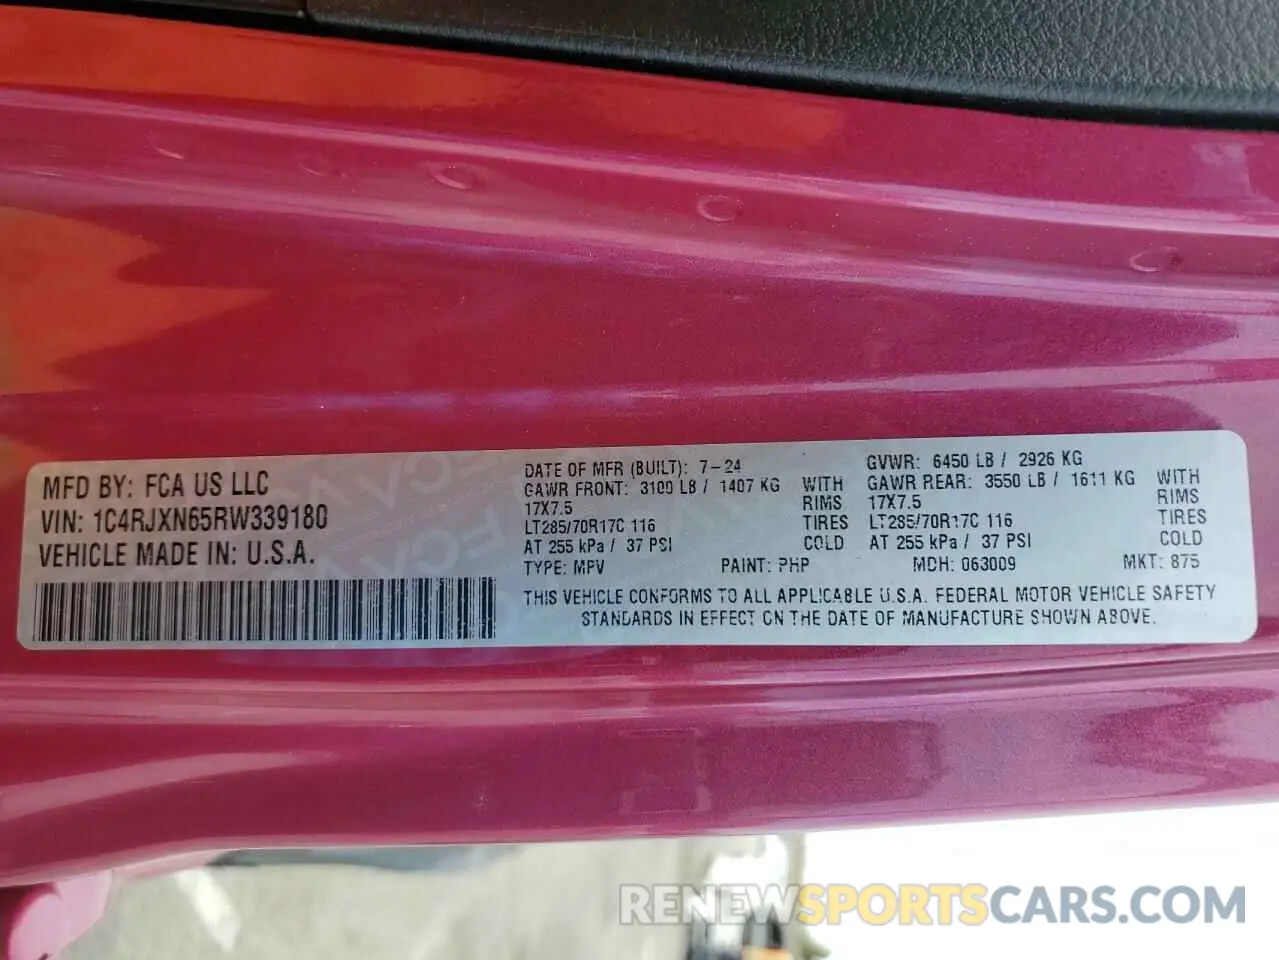 MFD BY: FCA US LLC
VIN: 1C4RJXN65RW339180
VEHICLE MADE IN: U.S.A.
DATE OF MFR (BUILT): 7-24
GAWR FRONT: 3100 LB / 1407 KG WITH
17X7.5 RIMS
LT285/70R17C 116 TIRES
AT 255 kPa / 37 PSI COLD
GVWR: 6450 LB / 2926 KG
GAWR REAR: 3550 LB / 1611 KG WITH
17X7.5 RIMS
LT285/70R17C 116 TIRES
AT 255 kPa / 37 PSI COLD
TYPE: MPV PAINT: PHP MDH: 063009 MKT: 875
THIS VEHICLE CONFORMS TO ALL APPLICABLE U.S.A. FEDERAL MOTOR VEHICLE SAFETY
STANDARDS IN EFFECT ON THE DATE OF MANUFACTURE SHOWN ABOVE.
RENEWSPORTSCARS.COM